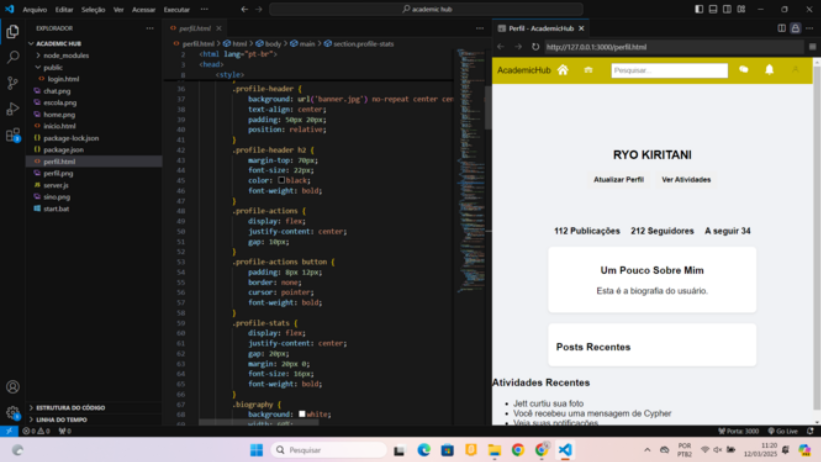 Arquivo Editar Seleção Ver Acessar Executar ··· academic hub
EXPLORADOR
ACADEMIC HUB
node_modules
public
login.html
chat.png
escola.png
home.png
inicio.html
package-lock.json
package.json
perfil.html
perfil.png
server.js
sino.png
start.bat
ESTRUTURA DO CÓDIGO
LINHA DO TEMPO
perfil.html
perfil.html > html > body > main > section.profile-stats
2 <html lang="pt-br">
3 <head>
8 <style>
36 .profile-header {
37 background: url('banner.jpg') no-repeat center cen
38 text-align: center;
39 padding: 50px 20px;
40 position: relative;
41 }
42 .profile-header h2 {
43 margin-top: 70px;
44 font-size: 22px;
45 color: black;
46 font-weight: bold;
47 }
48 .profile-actions {
49 display: flex;
50 justify-content: center;
51 gap: 10px;
52 }
53 .profile-actions button {
54 padding: 8px 12px;
55 border: none;
56 cursor: pointer;
57 font-weight: bold;
58 }
59 .profile-stats {
60 display: flex;
61 justify-content: center;
62 gap: 20px;
63 margin: 20px 0;
64 font-size: 16px;
65 font-weight: bold;
66 }
67 .biography {
68 background: white;
Perfil - AcademicHub
http://127.0.0.1:3000/perfil.html
AcademicHub Pesquisar...
RYO KIRITANI
Atualizar Perfil Ver Atividades
112 Publicações 212 Seguidores A seguir 34
Um Pouco Sobre Mim
Esta é a biografia do usuário.
Posts Recentes
Atividades Recentes
• Jett curtiu sua foto
• Você recebeu uma mensagem de Cypher
• Veja suas notificações
0 0 0 Porta: 3000 Go Live
Pesquisar
POR
PTB2
11:20
12/03/2025